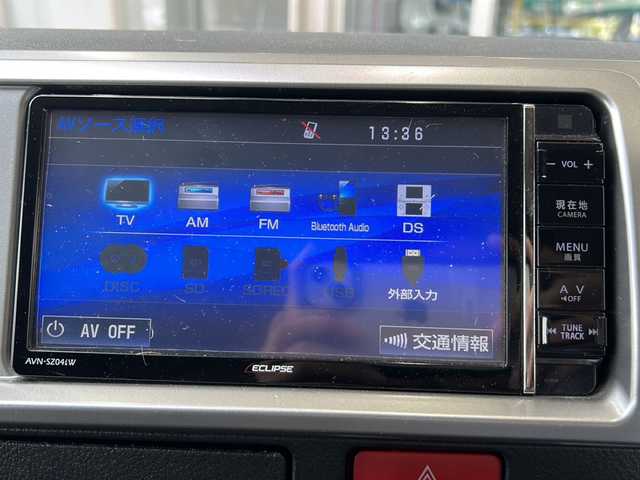 AVソース選択
13:36
TV
AM
FM
Bluetooth Audio
DS
DISC
SD
SDREC
USB
外部入力
AV OFF
交通情報
AVN-SZ04iW
ECLIPSE
− VOL +
現在地
CAMERA
MENU
画質
A V
OFF
TUNE
TRACK